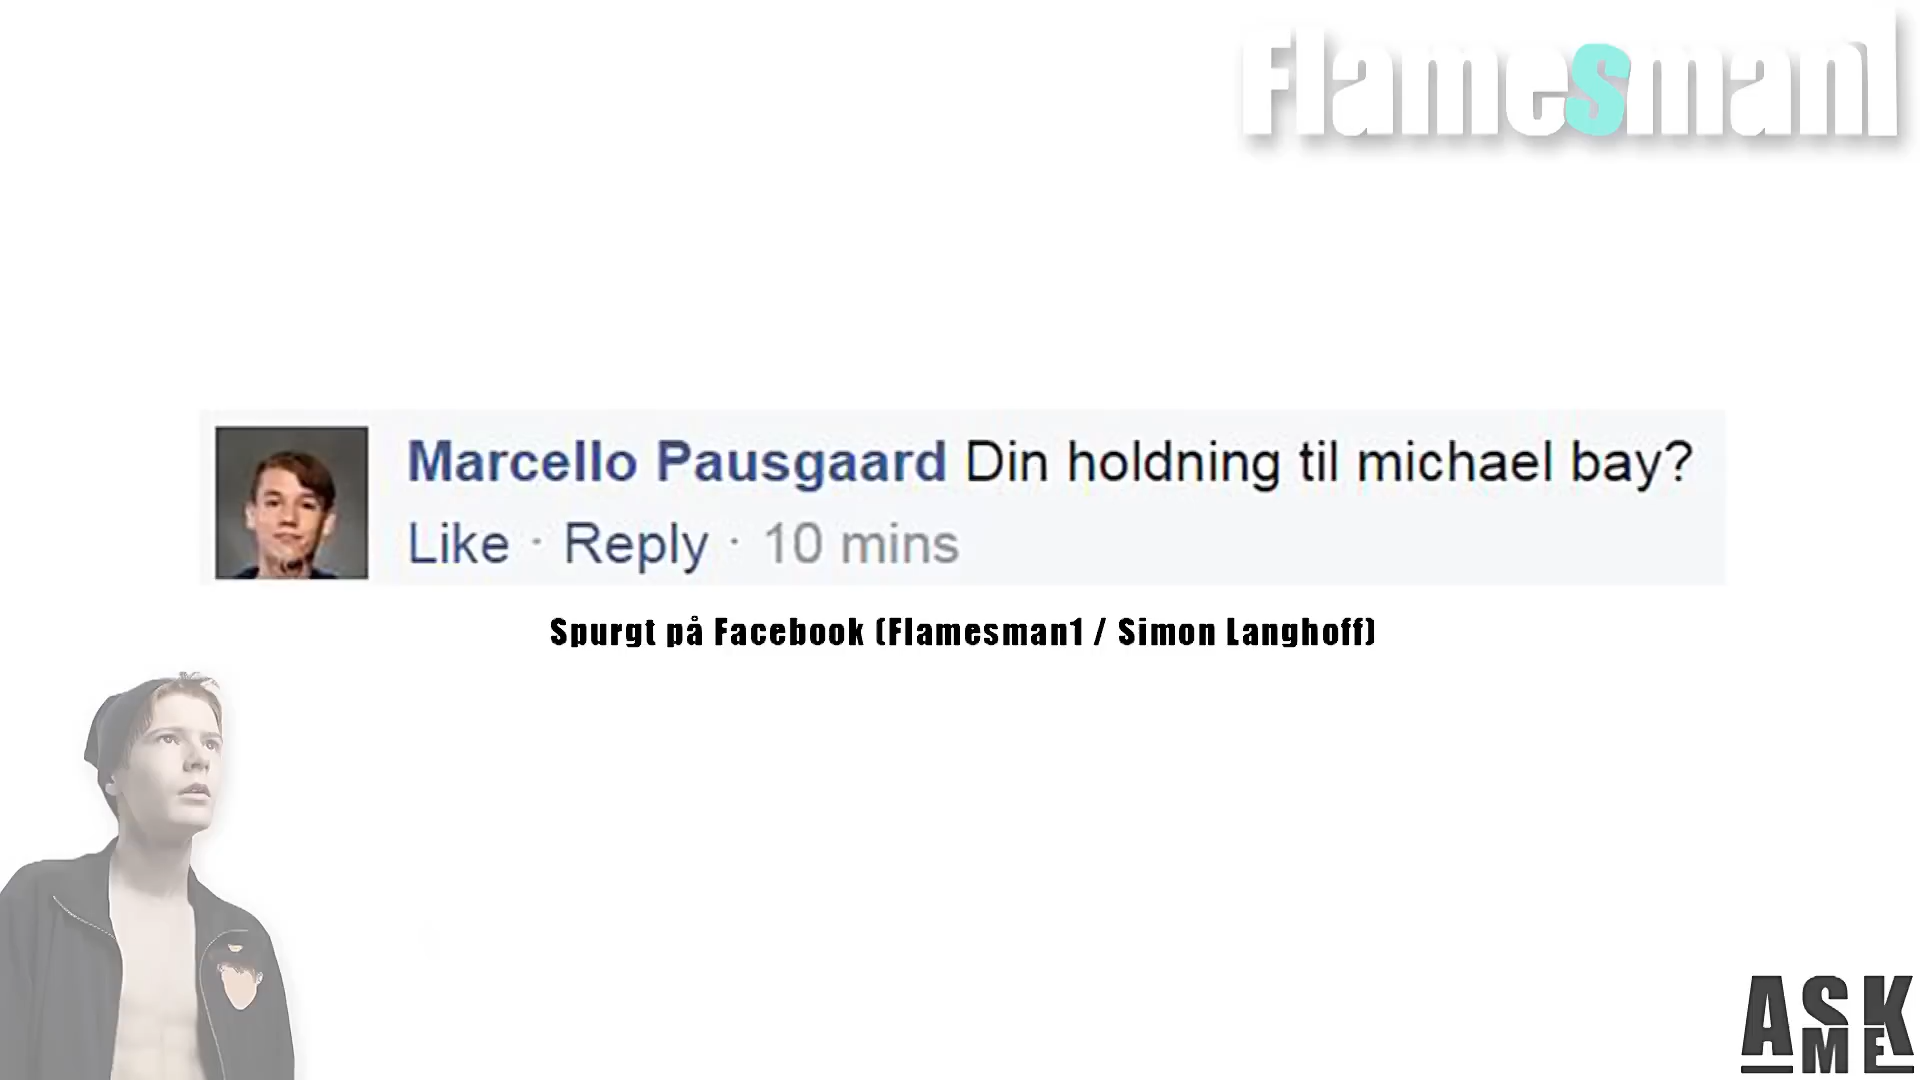 Flamesman1
Marcello Pausgaard Din holdning til michael bay?
Like · Reply · 10 mins
Spurgt på Facebook (Flamesman1 / Simon Langhoff)
ASK
ME